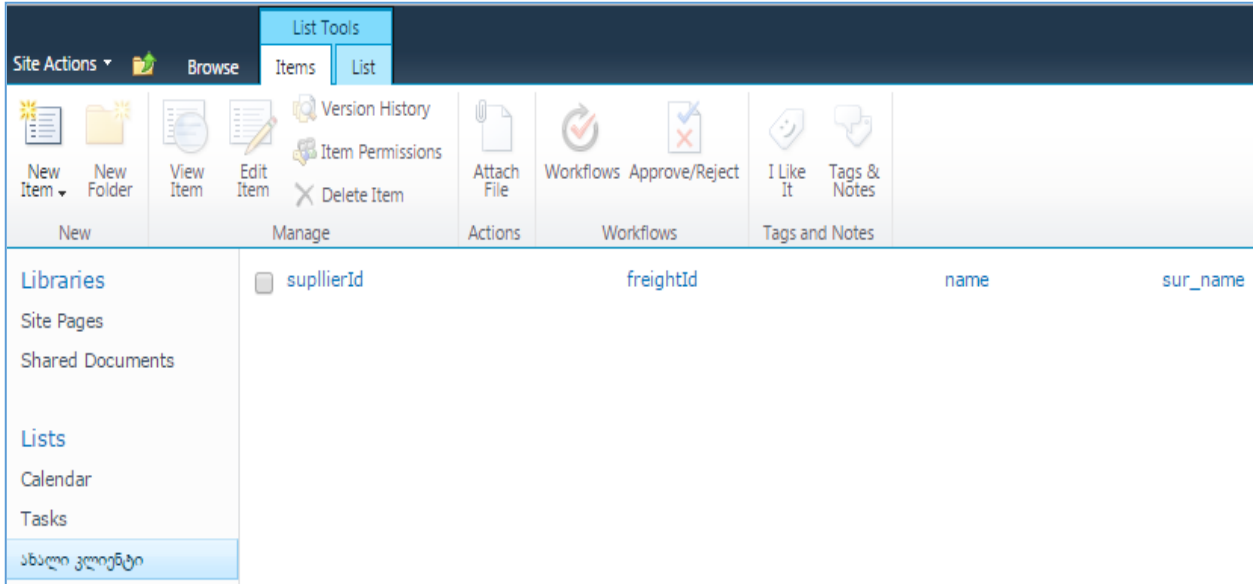 List Tools
Site Actions Browse Items List
Version History
Item Permissions
Delete Item
New Item
New Folder
View Item
Edit Item
Attach File
Workflows Approve/Reject
I Like It
Tags & Notes
New Manage Actions Workflows Tags and Notes
Libraries
Site Pages
Shared Documents
Lists
Calendar
Tasks
ახალი კლიენტი
supllierId freightId name sur_name